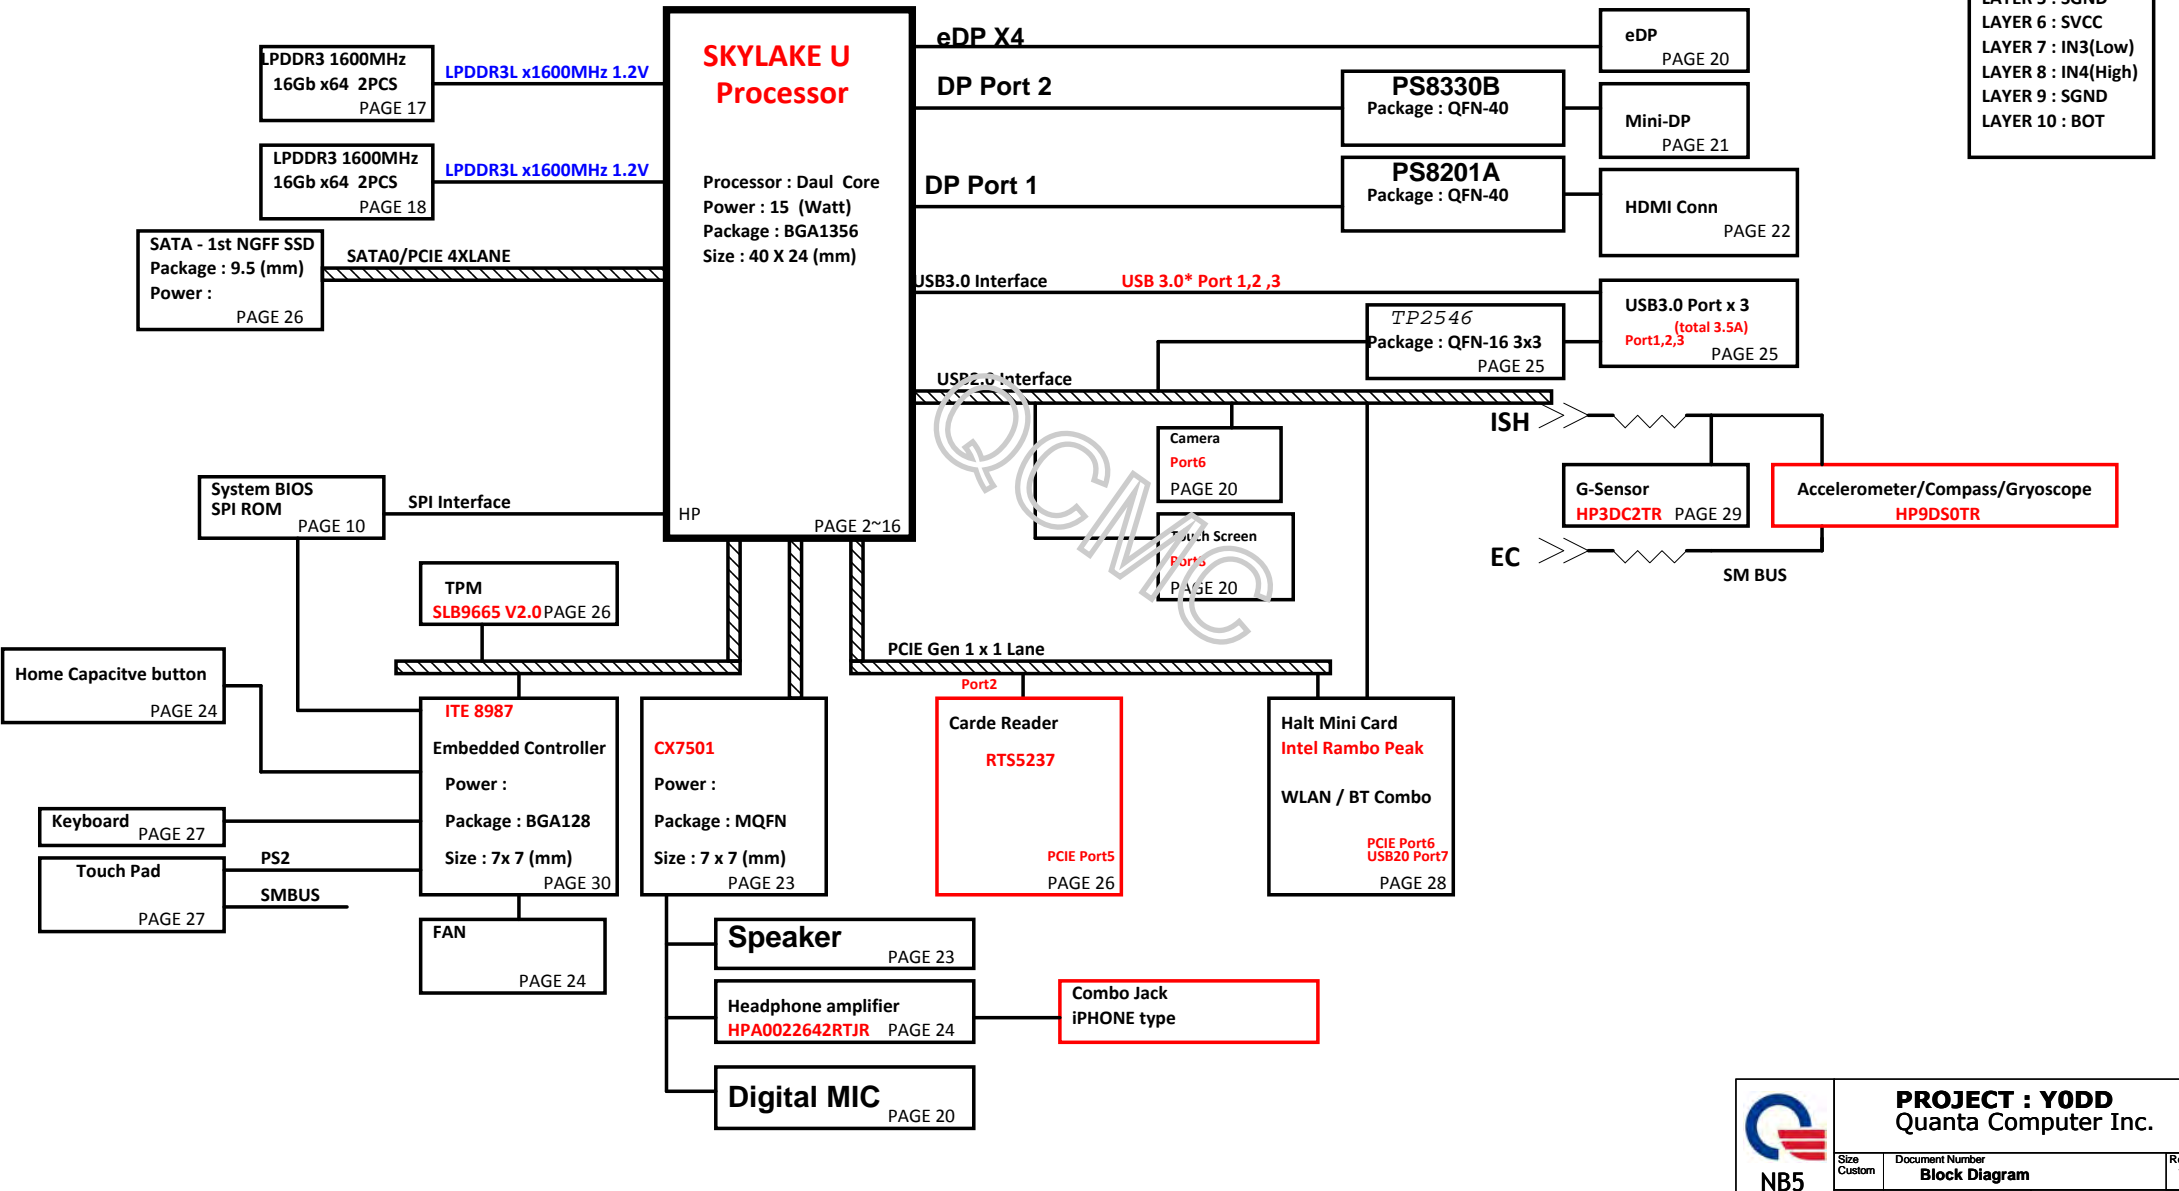 LPDDR3 1600MHz
16Gb x64 2PCS
PAGE 17
LPDDR3L x1600MHz 1.2V
LPDDR3 1600MHz
16Gb x64 2PCS
PAGE 18
LPDDR3L x1600MHz 1.2V
SATA - 1st NGFF SSD
Package : 9.5 (mm)
Power :
PAGE 26
SATA0/PCIE 4XLANE
SKYLAKE U
Processor
Processor : Daul Core
Power : 15 (Watt)
Package : BGA1356
Size : 40 X 24 (mm)
HP
PAGE 2~16
eDP X4
DP Port 2
DP Port 1
eDP
PAGE 20
PS8330B
Package : QFN-40
Mini-DP
PAGE 21
PS8201A
Package : QFN-40
HDMI Conn
PAGE 22
LAYER 5 : SGND
LAYER 6 : SVCC
LAYER 7 : IN3(Low)
LAYER 8 : IN4(High)
LAYER 9 : SGND
LAYER 10 : BOT
USB3.0 Interface
USB 3.0* Port 1,2 ,3
USB3.0 Port x 3
(total 3.5A)
Port1,2,3
PAGE 25
TP2546
Package : QFN-16 3x3
PAGE 25
USB2.0 Interface
Camera
Port6
PAGE 20
Touch Screen
PAGE 20
QCMC
ISH
G-Sensor
HP3DC2TR PAGE 29
Accelerometer/Compass/Gryoscope
HP9DS0TR
EC
SM BUS
System BIOS
SPI ROM
PAGE 10
SPI Interface
TPM
SLB9665 V2.0 PAGE 26
Home Capacitve button
PAGE 24
PCIE Gen 1 x 1 Lane
Port2
ITE 8987
Embedded Controller
Power :
Package : BGA128
Size : 7x 7 (mm)
PAGE 30
CX7501
Power :
Package : MQFN
Size : 7 x 7 (mm)
PAGE 23
Carde Reader
RTS5237
PCIE Port5
PAGE 26
Halt Mini Card
Intel Rambo Peak
WLAN / BT Combo
PCIE Port6
USB20 Port7
PAGE 28
Keyboard
PAGE 27
Touch Pad
PAGE 27
PS2
SMBUS
FAN
PAGE 24
Speaker
PAGE 23
Headphone amplifier
HPA0022642RTJR PAGE 24
Combo Jack
iPHONE type
Digital MIC
PAGE 20
NB5
PROJECT : Y0DD
Quanta Computer Inc.
Size
Custom
Document Number
Block Diagram